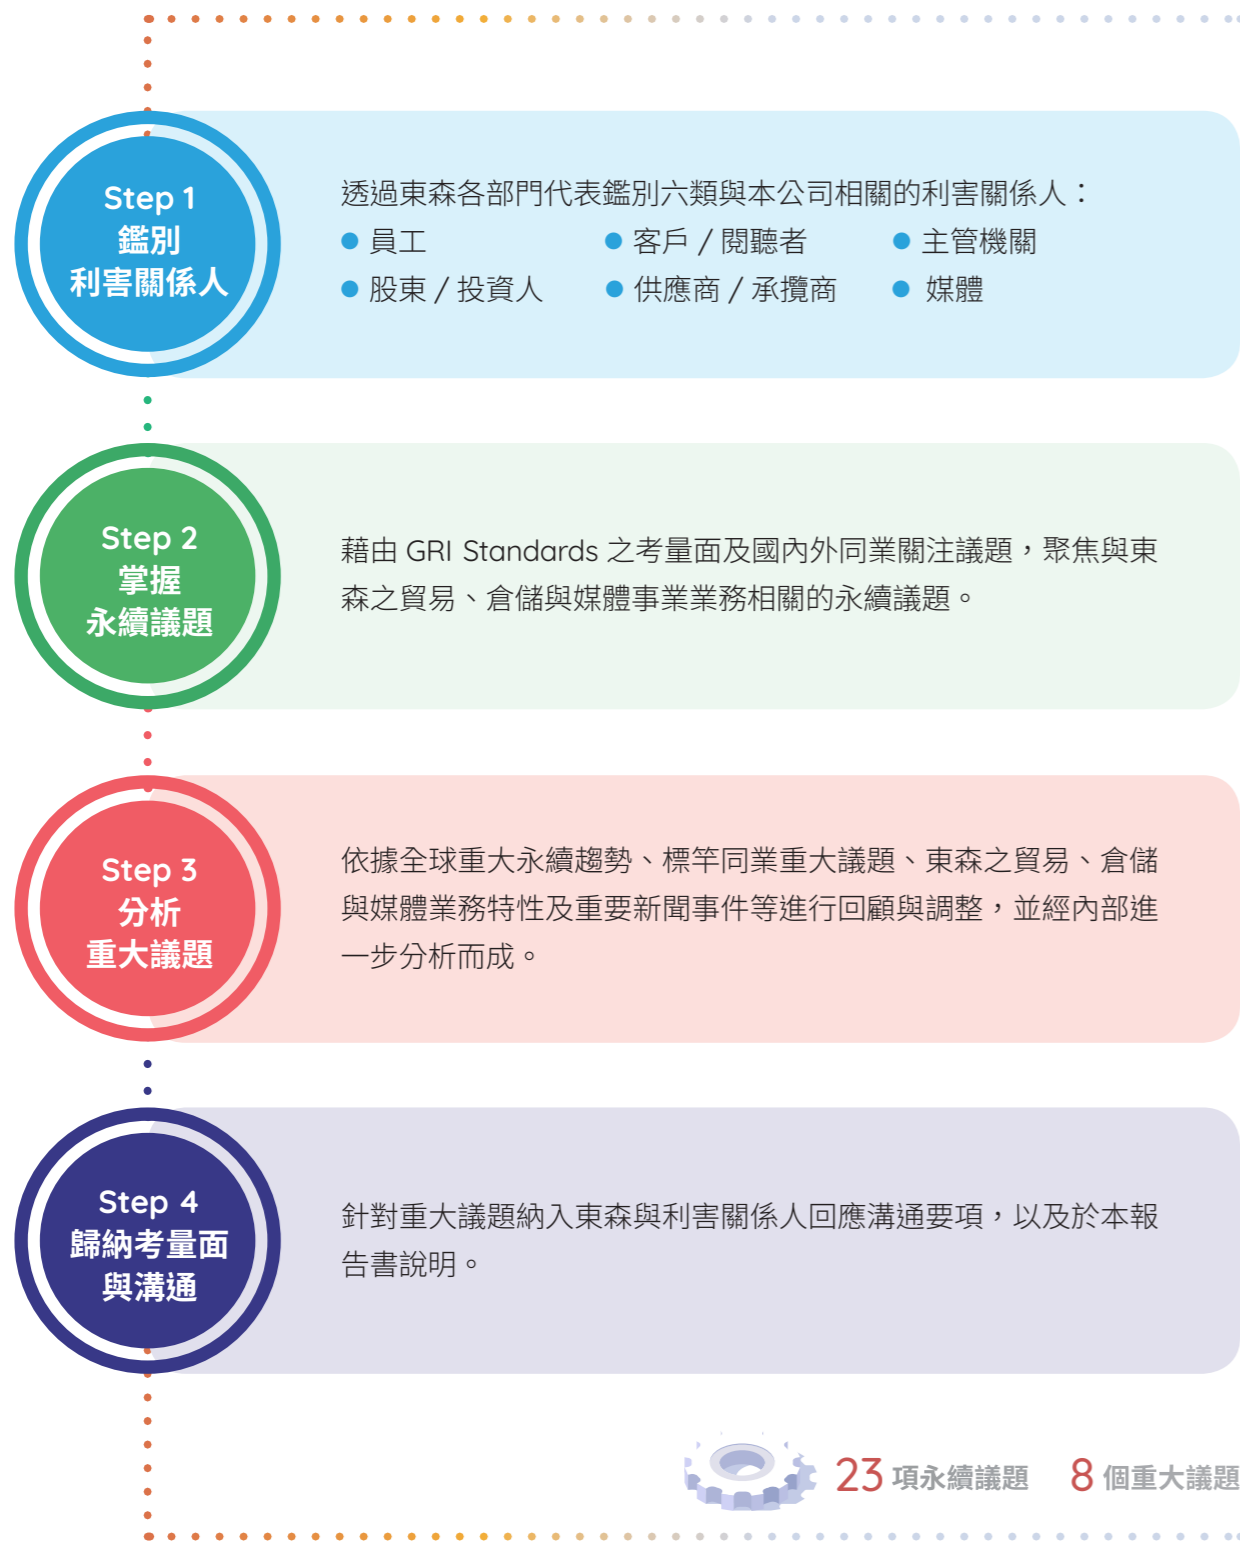 Step 1
鑑別
利害關係人
透過東森各部門代表鑑別六類與本公司相關的利害關係人：
● 員工 ● 客戶 / 閱聽者 ● 主管機關
● 股東 / 投資人 ● 供應商 / 承攬商 ● 媒體
Step 2
掌握
永續議題
藉由 GRI Standards 之考量面及國內外同業關注議題，聚焦與東
森之貿易、倉儲與媒體事業業務相關的永續議題。
Step 3
分析
重大議題
依據全球重大永續趨勢、標竿同業重大議題、東森之貿易、倉儲
與媒體業務特性及重要新聞事件等進行回顧與調整，並經內部進
一步分析而成。
Step 4
歸納考量面
與溝通
針對重大議題納入東森與利害關係人回應溝通要項，以及於本報
告書說明。
23 項永續議題 8 個重大議題